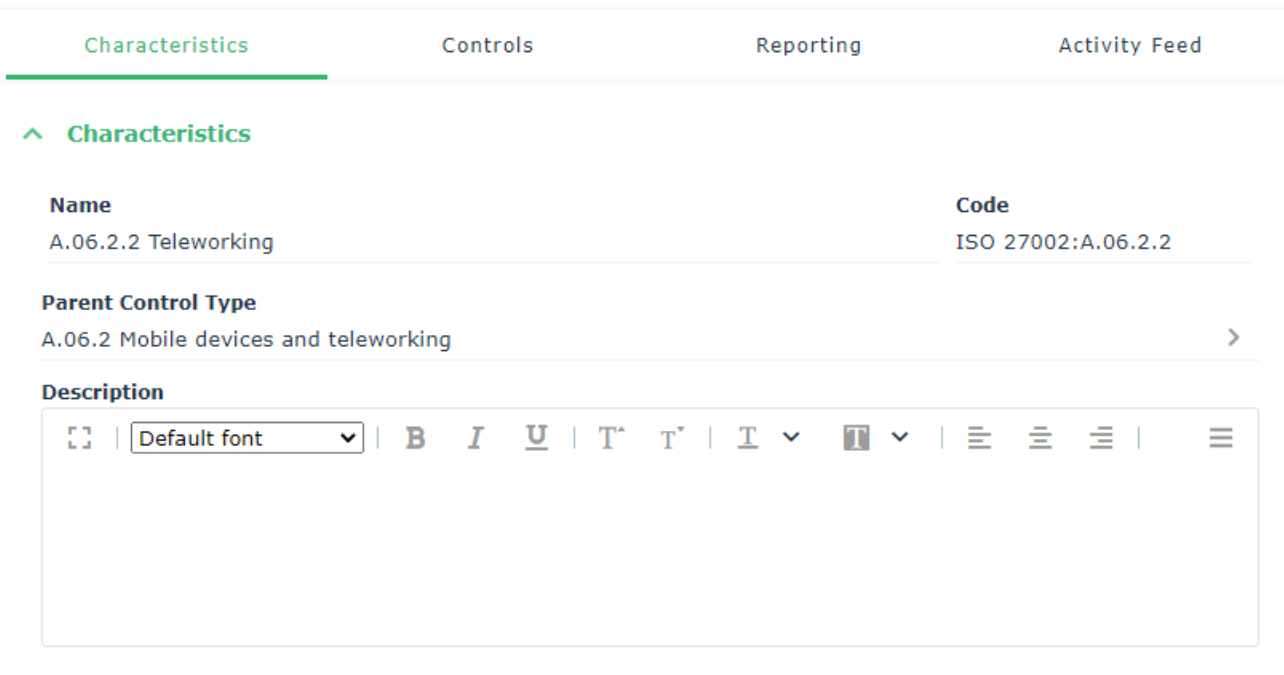 Characteristics Controls Reporting Activity Feed
Characteristics
Name Code
A.06.2.2 Teleworking ISO 27002:A.06.2.2
Parent Control Type
A.06.2 Mobile devices and teleworking
Description
Default font B I U T T T T